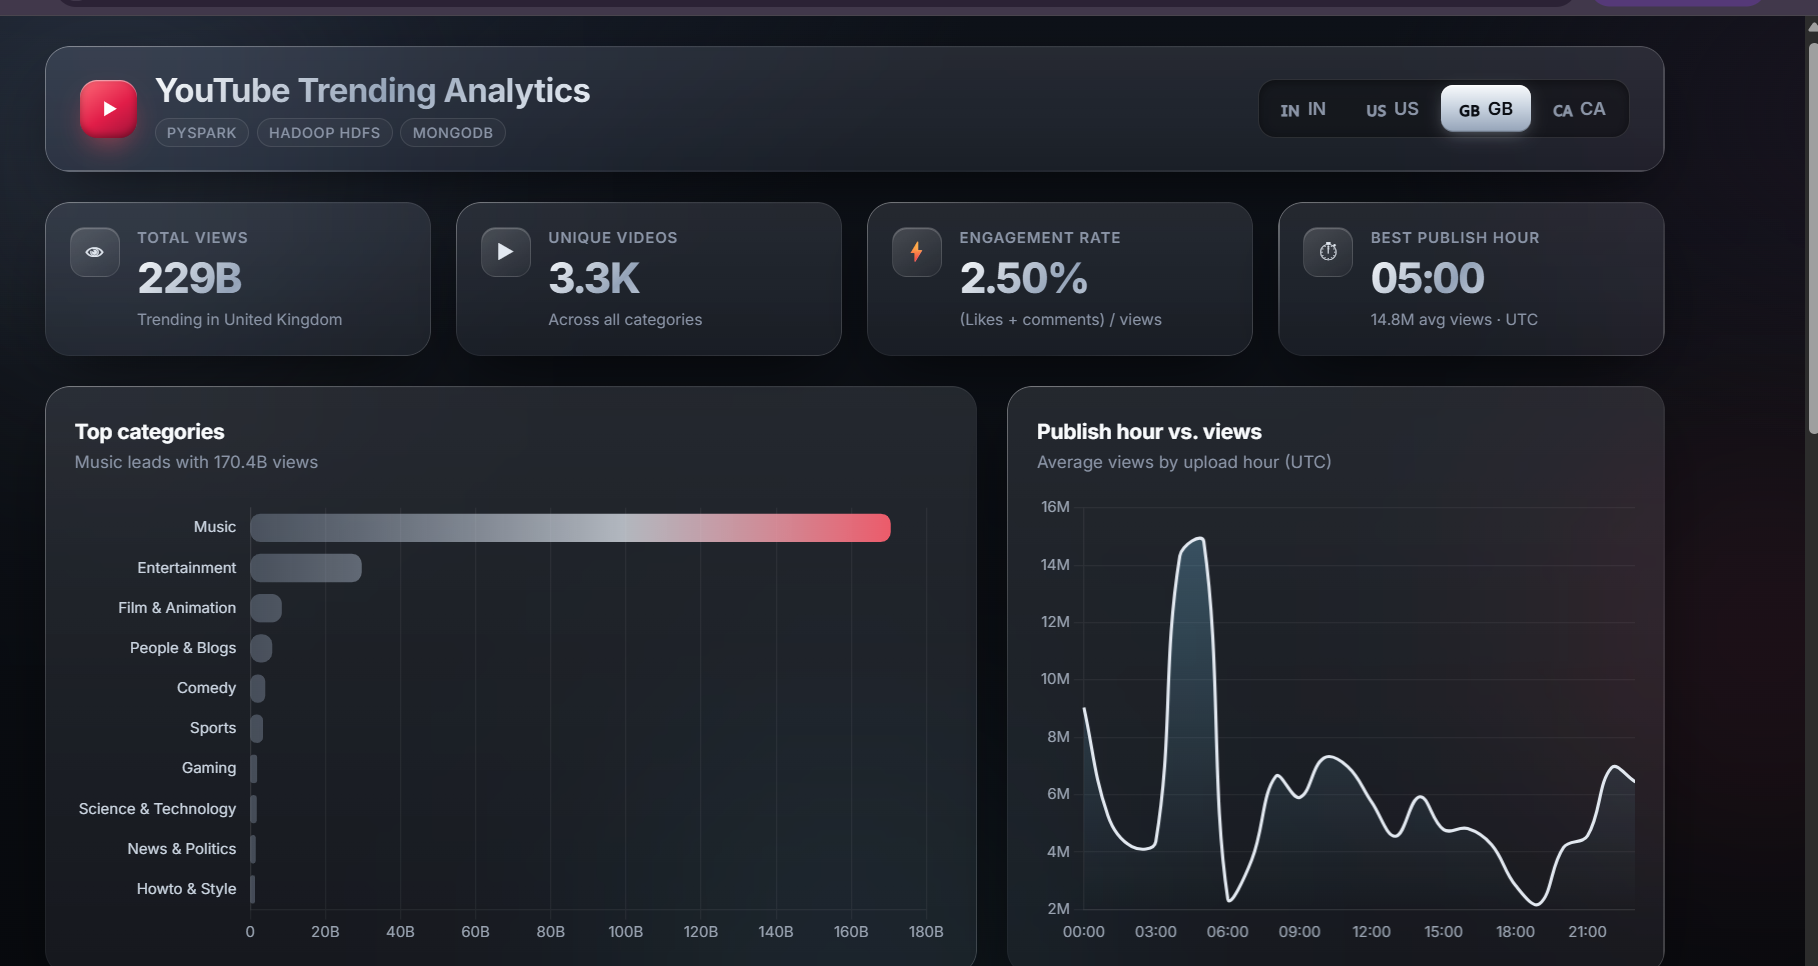 YouTube Trending Analytics
PYSPARK HADOOP HDFS MONGODB
IN IN US US GB GB CA CA
TOTAL VIEWS
229B
Trending in United Kingdom
UNIQUE VIDEOS
3.3K
Across all categories
ENGAGEMENT RATE
2.50%
(Likes + comments) / views
BEST PUBLISH HOUR
05:00
14.8M avg views · UTC
Top categories
Music leads with 170.4B views
Music
Entertainment
Film & Animation
People & Blogs
Comedy
Sports
Gaming
Science & Technology
News & Politics
Howto & Style
0 20B 40B 60B 80B 100B 120B 140B 160B 180B
Publish hour vs. views
Average views by upload hour (UTC)
16M
14M
12M
10M
8M
6M
4M
2M
00:00 03:00 06:00 09:00 12:00 15:00 18:00 21:00